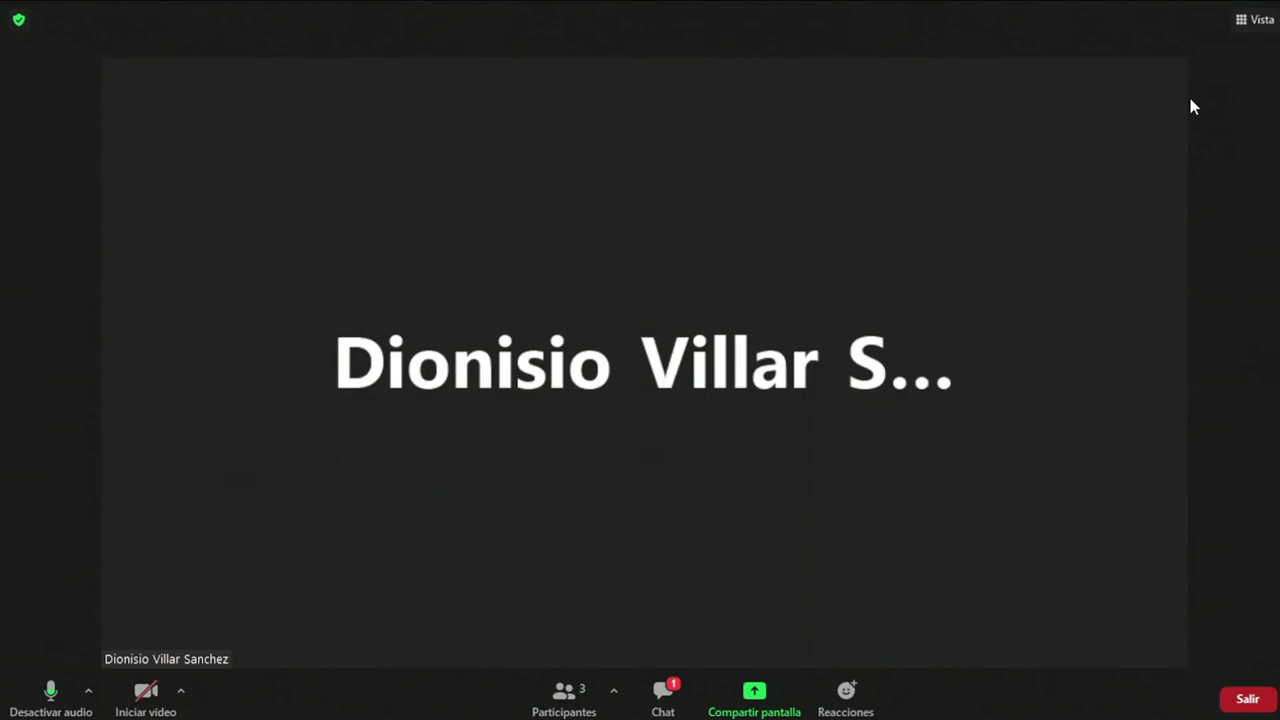 Vista
Dionisio Villar S...
Dionisio Villar Sanchez
Desactivar audio
Iniciar video
3
Participantes
1
Chat
Compartir pantalla
Reacciones
Salir